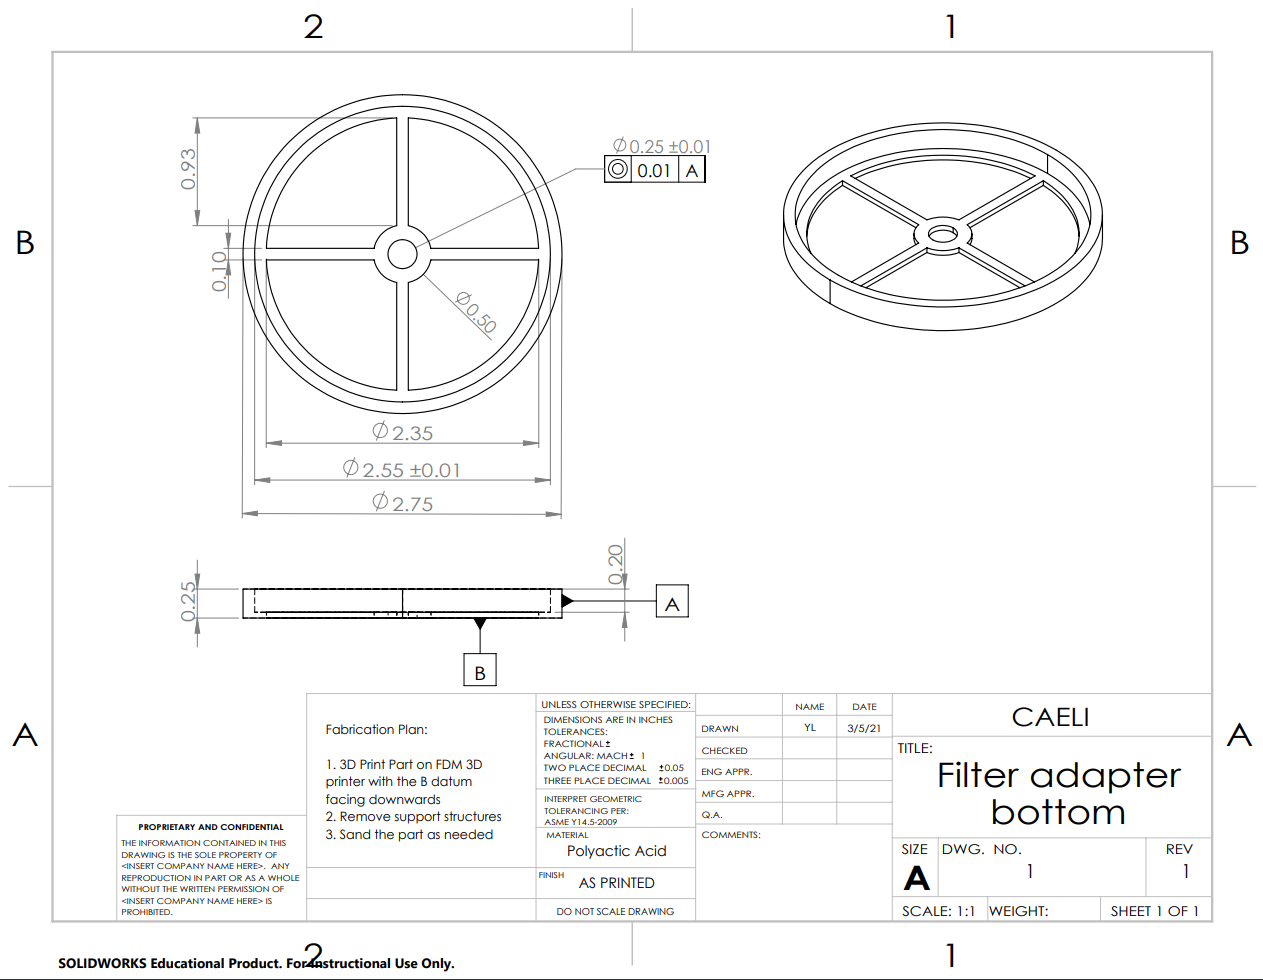 2
1
B
B
A
A
0.93
0.10
⌀0.25 ±0.01
◎ 0.01 A
⌀0.50
⌀2.35
⌀2.55 ±0.01
⌀2.75
0.25
0.20
A
B
Fabrication Plan:
1. 3D Print Part on FDM 3D
printer with the B datum
facing downwards
2. Remove support structures
3. Sand the part as needed
PROPRIETARY AND CONFIDENTIAL
THE INFORMATION CONTAINED IN THIS
DRAWING IS THE SOLE PROPERTY OF
<INSERT COMPANY NAME HERE>. ANY
REPRODUCTION IN PART OR AS A WHOLE
WITHOUT THE WRITTEN PERMISSION OF
<INSERT COMPANY NAME HERE> IS
PROHIBITED.
UNLESS OTHERWISE SPECIFIED:
DIMENSIONS ARE IN INCHES
TOLERANCES:
FRACTIONAL±
ANGULAR: MACH± 1
TWO PLACE DECIMAL ±0.05
THREE PLACE DECIMAL ±0.005
INTERPRET GEOMETRIC
TOLERANCING PER:
ASME Y14.5-2009
MATERIAL
Polyactic Acid
FINISH
AS PRINTED
DO NOT SCALE DRAWING
NAME DATE
DRAWN YL 3/5/21
CHECKED
ENG APPR.
MFG APPR.
Q.A.
COMMENTS:
CAELI
TITLE:
Filter adapter
bottom
SIZE DWG. NO. REV
A 1 1
SCALE: 1:1 WEIGHT: SHEET 1 OF 1
2
1
SOLIDWORKS Educational Product. For Instructional Use Only.